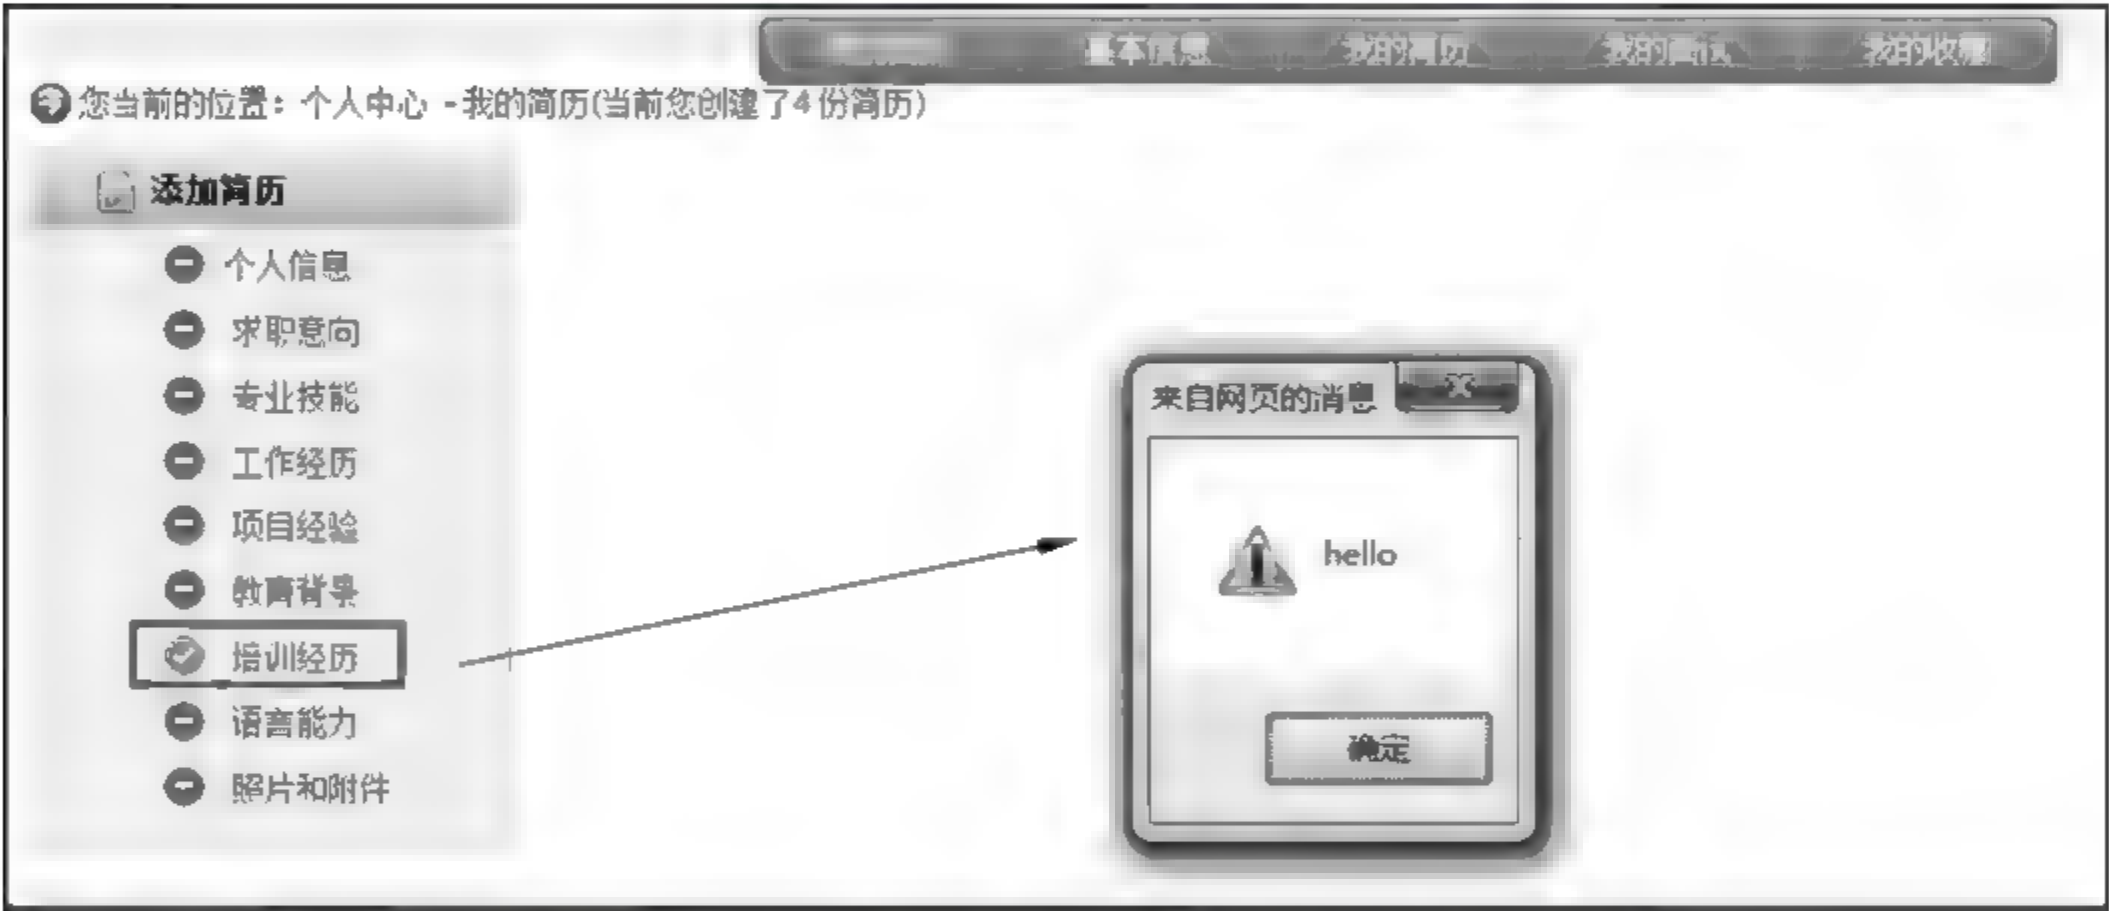 基本信息 我的简历 我的收藏
您当前的位置：个人中心 -我的简历(当前您创建了4份简历)
添加简历
个人信息
求职意向
专业技能
工作经历
项目经验
教育背景
培训经历
语言能力
照片和附件
来自网页的消息
X
hello
确定